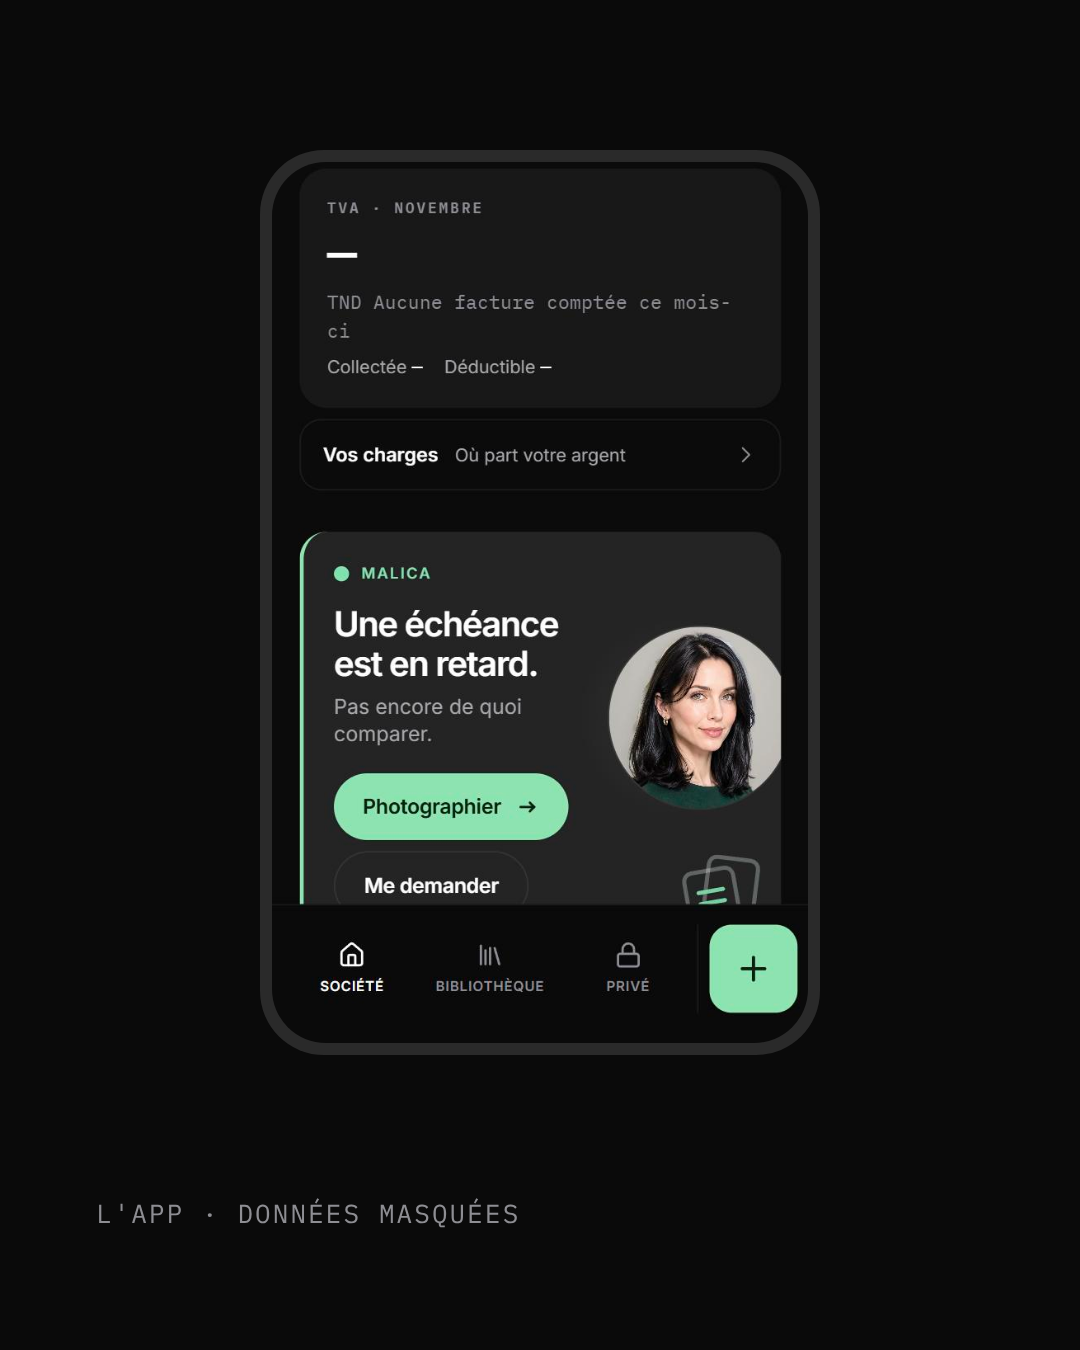 TVA · NOVEMBRE
—
TND Aucune facture comptée ce mois-
ci
Collectée – Déductible –
Vos charges Où part votre argent
MALICA
Une échéance
est en retard.
Pas encore de quoi
comparer.
Photographier →
Me demander
SOCIÉTÉ BIBLIOTHÈQUE PRIVÉ
L'APP · DONNÉES MASQUÉES